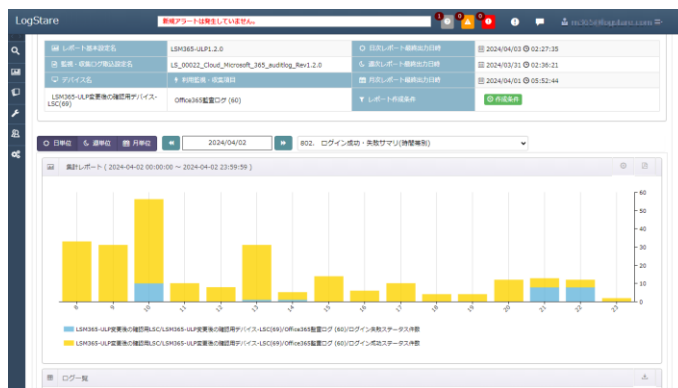 LogStare
新規アラートは発生していません。
1
0
0
レポート基本設定名
LSM365-ULP1.2.0
日次レポート最終出力日時
2024/04/03 02:27:35
監視・収集ログ取込設定名
LS_00022_Cloud_Microsoft_365_auditlog_Rev1.2.0
週次レポート最終出力日時
2024/03/31 02:36:21
デバイス名
利用監視・収集項目
月次レポート最終出力日時
2024/04/01 05:52:44
LSM365-ULP変更後の確認用デバイス-LSC(69)
Office365監査ログ (60)
レポート作成条件
作成条件
日単位
週単位
月単位
2024/04/02
802. ログイン成功・失敗サマリ(時間帯別)
集計レポート ( 2024-04-02 00:00:00 ～ 2024-04-02 23:59:59 )
60
50
40
30
20
10
0
8 9 10 11 12 13 14 15 16 17 18 19 20 21 22 23
LSM365-ULP変更後の確認用LSC/LSM365-ULP変更後の確認用デバイス-LSC(69)/Office365監査ログ (60)/ログイン失敗ステータス件数
LSM365-ULP変更後の確認用LSC/LSM365-ULP変更後の確認用デバイス-LSC(69)/Office365監査ログ (60)/ログイン成功ステータス件数
ログ一覧